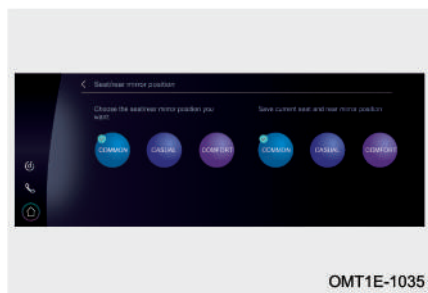 Seat/rear mirror position
Choose the seat/rear mirror position you
want.
Save current seat and rear mirror position
COMMON CASUAL COMFORT COMMON CASUAL COMFORT
OMT1E-1035